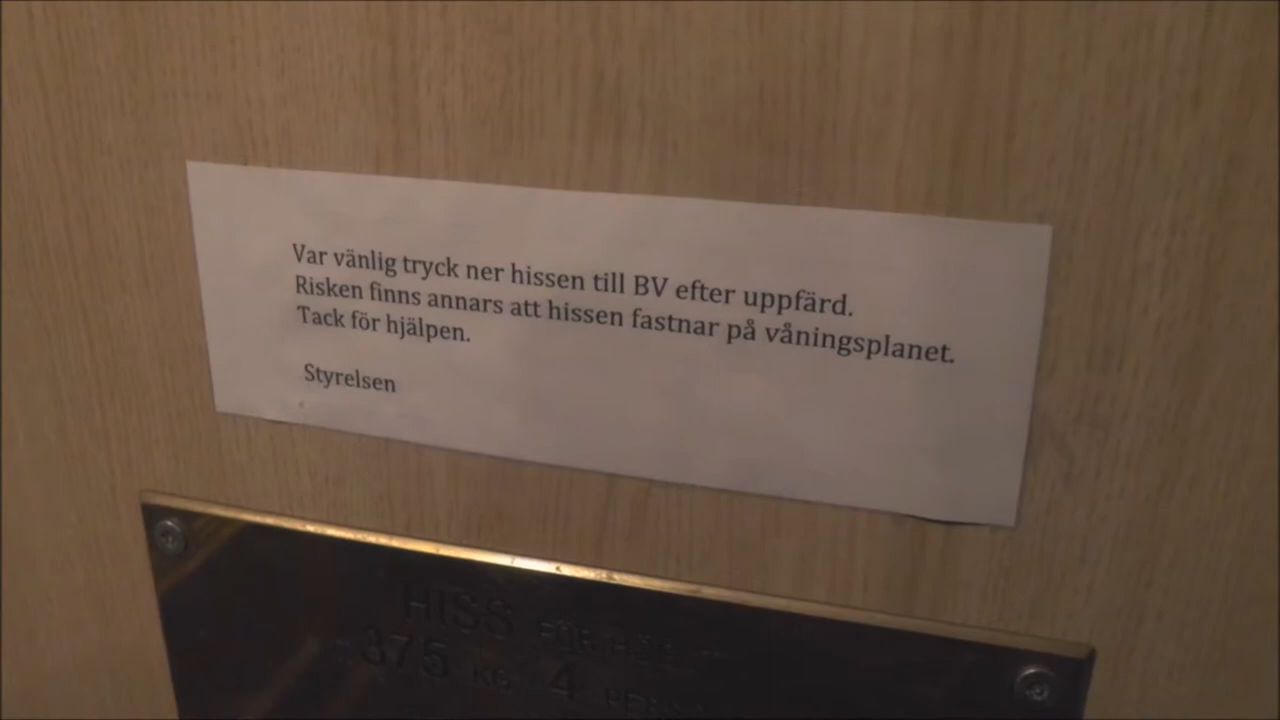 Var vänlig tryck ner hissen till BV efter uppfärd.
Risken finns annars att hissen fastnar på våningsplanet.
Tack för hjälpen.
Styrelsen
HISS FÖR
375 KG 4